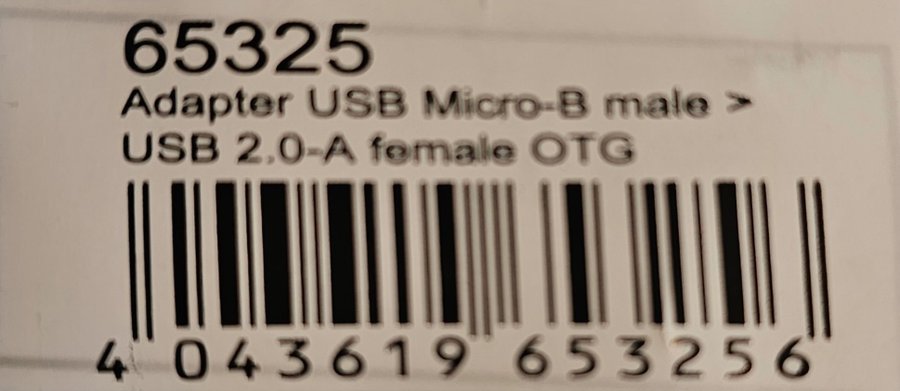 65325
Adapter USB Micro-B male >
USB 2.0-A female OTG
4 043619 653256